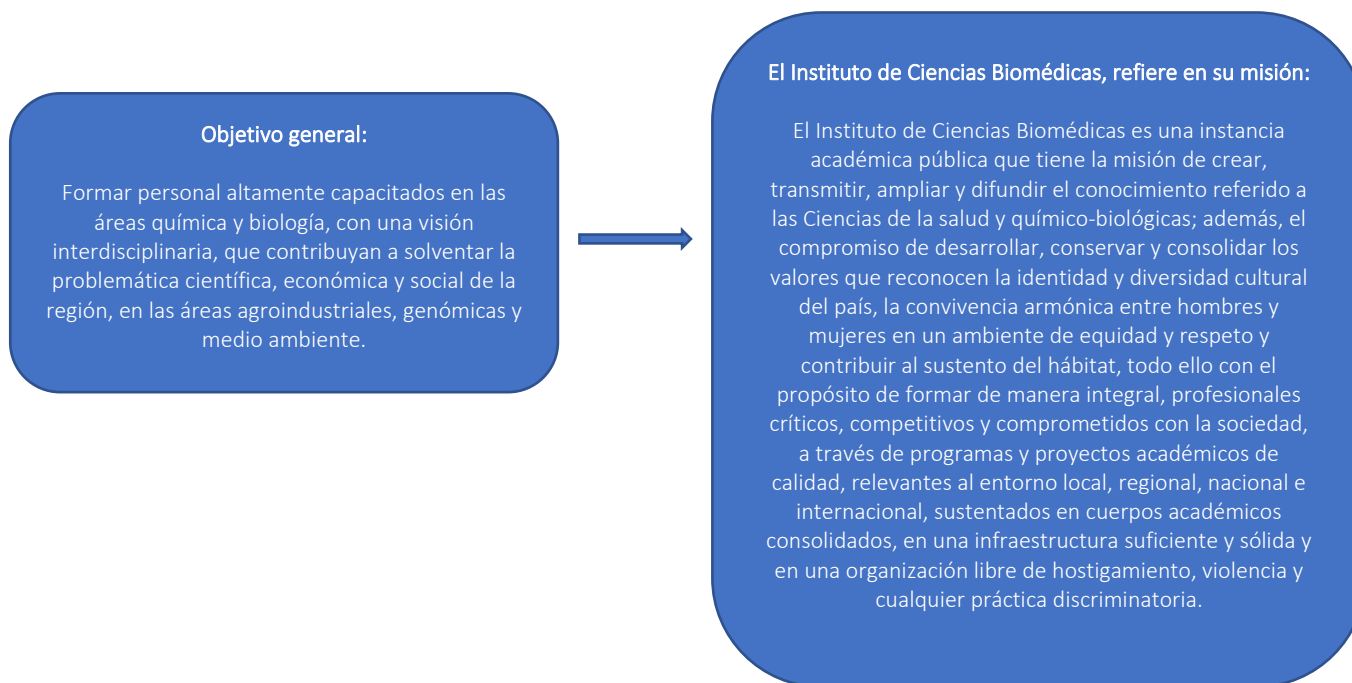 Objetivo general:
Formar personal altamente capacitados en las
áreas química y biología, con una visión
interdisciplinaria, que contribuyan a solventar la
problemática científica, económica y social de la
región, en las áreas agroindustriales, genómicas y
medio ambiente.
El Instituto de Ciencias Biomédicas, refiere en su misión:
El Instituto de Ciencias Biomédicas es una instancia
académica pública que tiene la misión de crear,
transmitir, ampliar y difundir el conocimiento referido a
las Ciencias de la salud y químico-biológicas; además, el
compromiso de desarrollar, conservar y consolidar los
valores que reconocen la identidad y diversidad cultural
del país, la convivencia armónica entre hombres y
mujeres en un ambiente de equidad y respeto y
contribuir al sustento del hábitat, todo ello con el
propósito de formar de manera integral, profesionales
críticos, competitivos y comprometidos con la sociedad,
a través de programas y proyectos académicos de
calidad, relevantes al entorno local, regional, nacional e
internacional, sustentados en cuerpos académicos
consolidados, en una infraestructura suficiente y sólida y
en una organización libre de hostigamiento, violencia y
cualquier práctica discriminatoria.